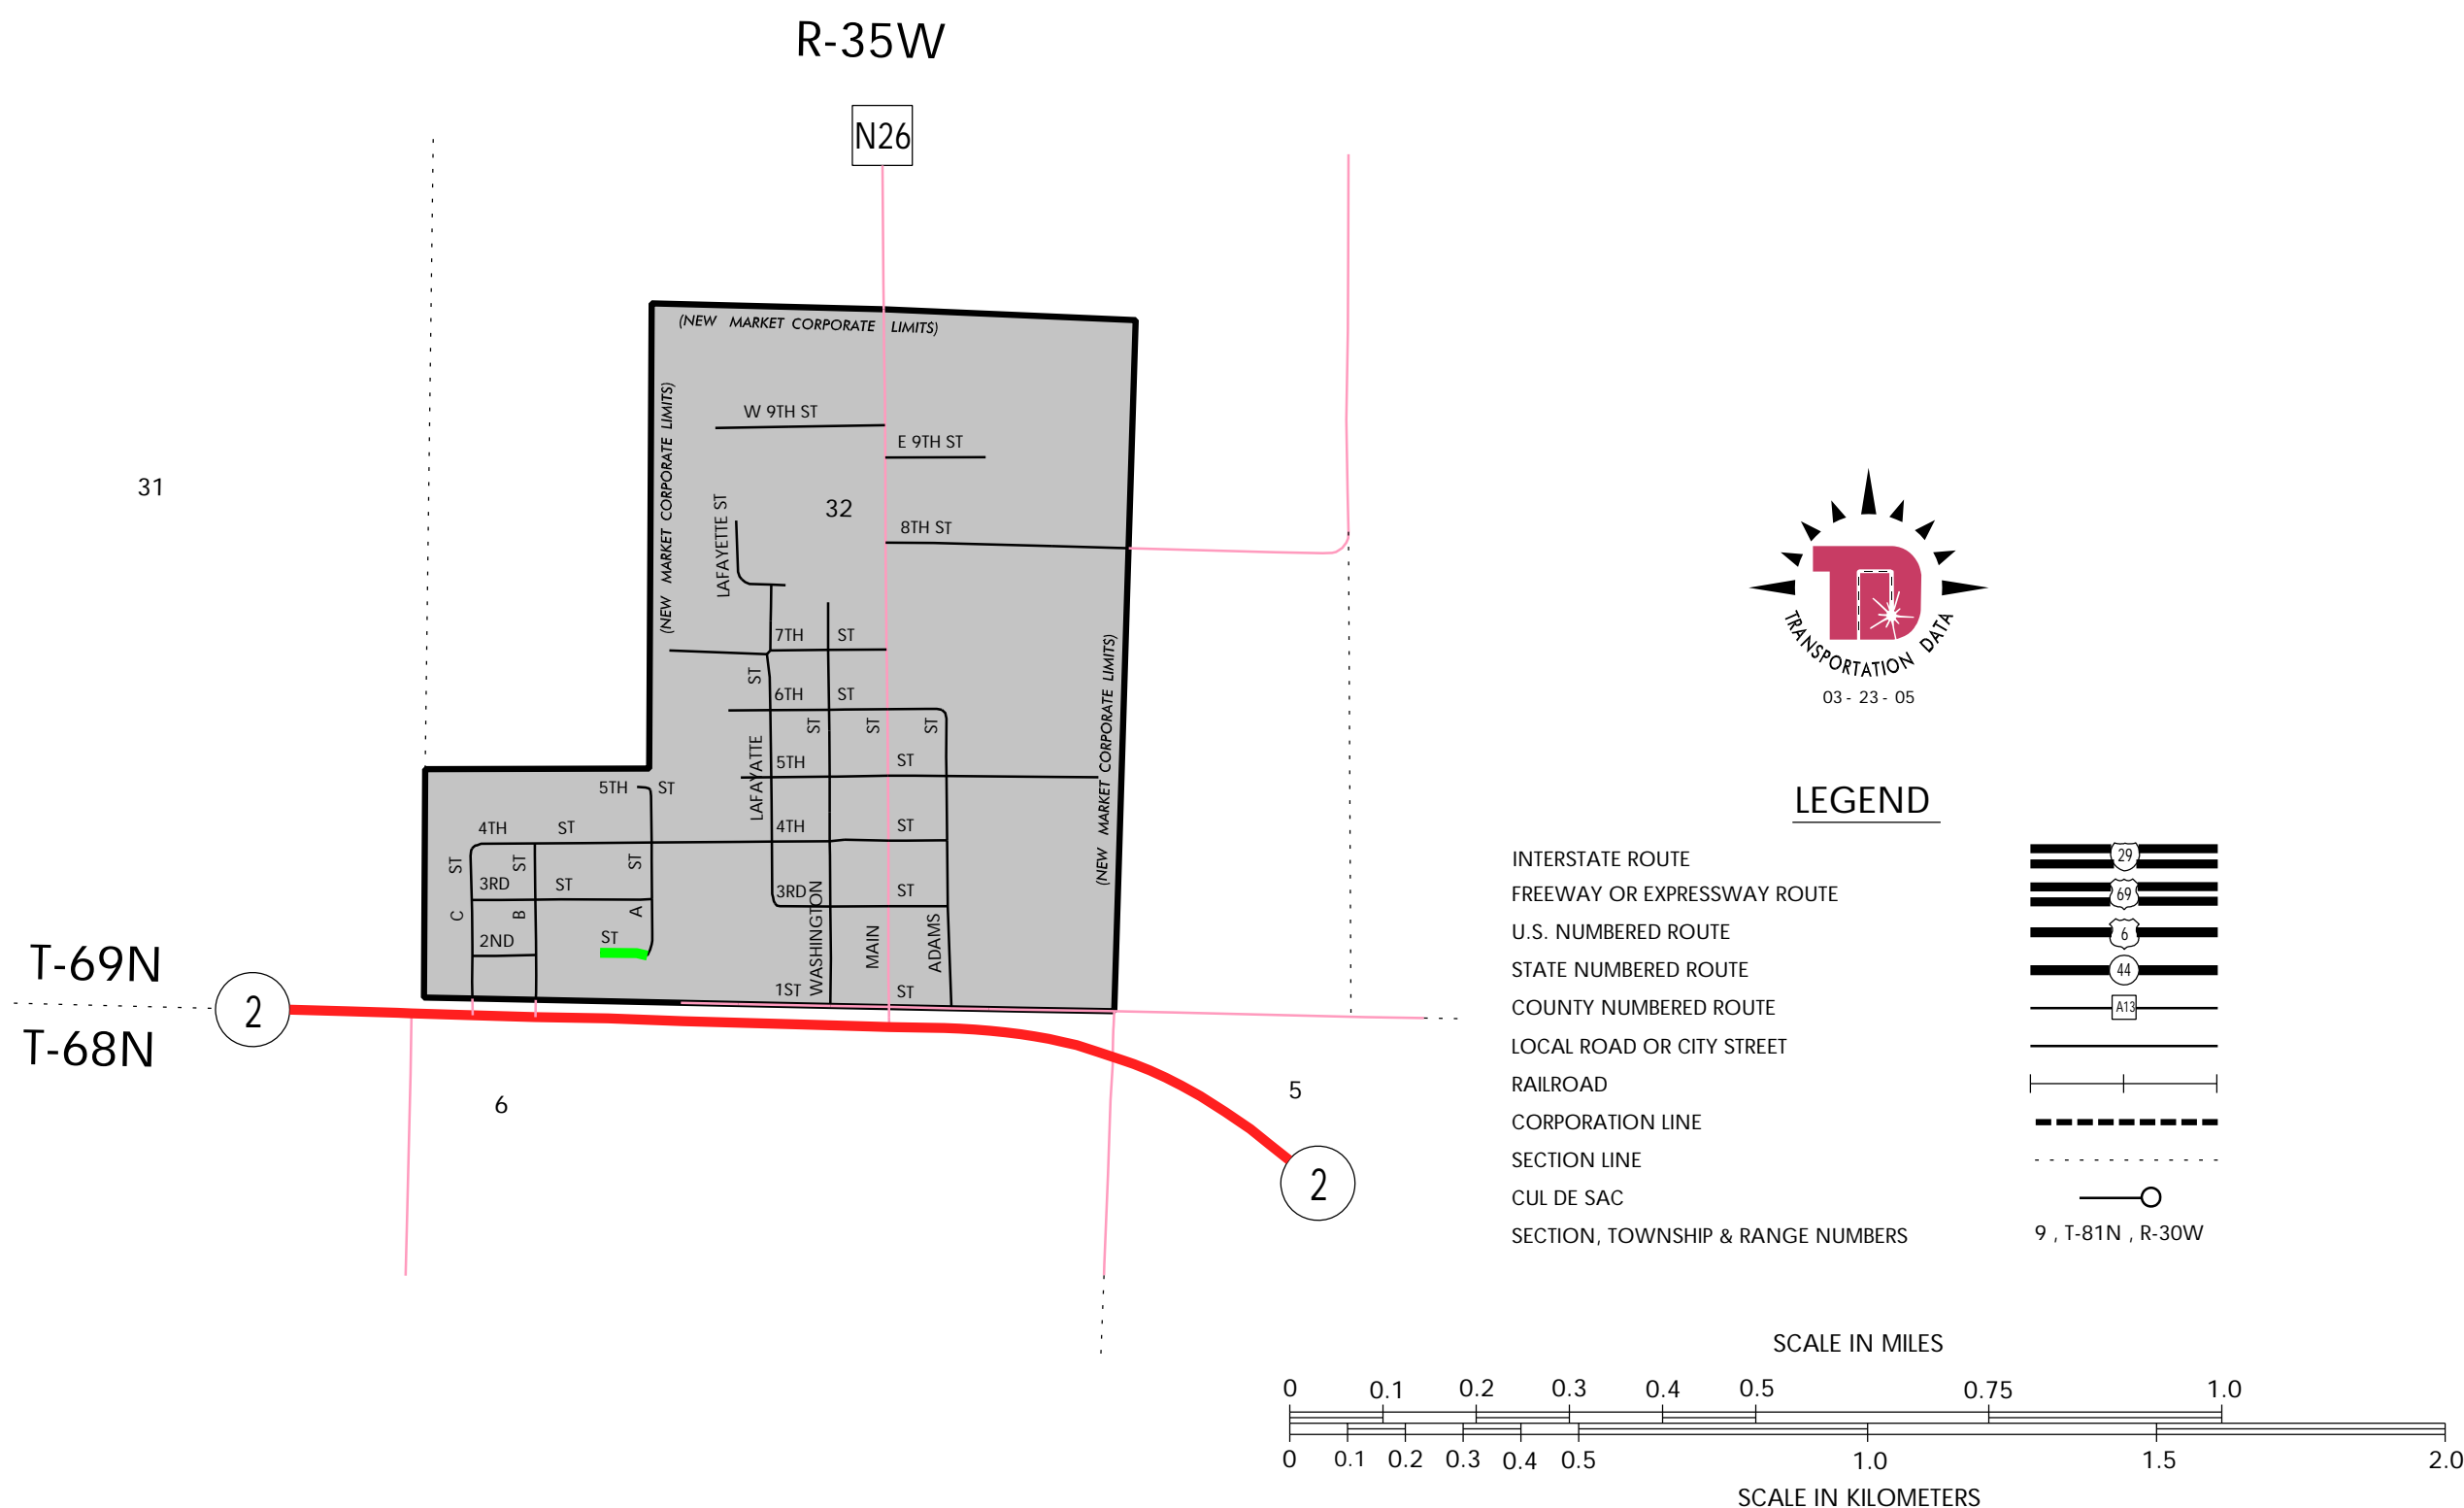 R-35W
N26
(NEW MARKET CORPORATE LIMITS)
(NEW MARKET CORPORATE LIMITS)
W 9TH ST
E 9TH ST
31
32
LAFAYETTE ST
8TH ST
7TH ST
ST
6TH ST
ST
ST
ST
(NEW MARKET CORPORATE LIMITS)
LAFAYATTE
5TH ST
5TH ST
4TH ST
4TH ST
ST
ST
ST
3RD ST
3RD ST
C
B
A
WASHINGTON
MAIN
ADAMS
2ND
ST
1ST ST
T-69N
2
T-68N
6
5
2
TRANSPORTATION DATA
03 - 23 - 05
LEGEND
INTERSTATE ROUTE 29
FREEWAY OR EXPRESSWAY ROUTE 69
U.S. NUMBERED ROUTE 6
STATE NUMBERED ROUTE 44
COUNTY NUMBERED ROUTE A13
LOCAL ROAD OR CITY STREET
RAILROAD
CORPORATION LINE
SECTION LINE
CUL DE SAC
SECTION, TOWNSHIP & RANGE NUMBERS 9 , T-81N , R-30W
SCALE IN MILES
0 0.1 0.2 0.3 0.4 0.5 0.75 1.0
0 0.1 0.2 0.3 0.4 0.5 1.0 1.5 2.0
SCALE IN KILOMETERS